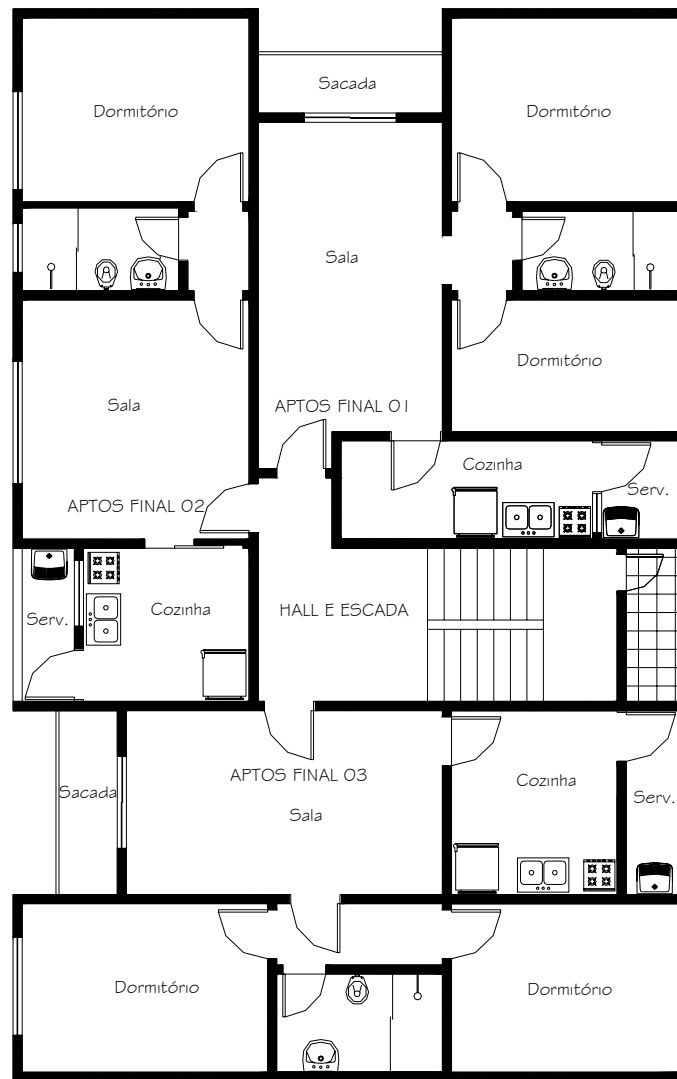 Sacada
Dormitório
Dormitório
Sala
Dormitório
Sala
APTOS FINAL 01
Cozinha
Serv.
APTOS FINAL 02
Serv.
Cozinha
HALL E ESCADA
APTOS FINAL 03
Cozinha
Sacada
Serv.
Sala
Dormitório
Dormitório